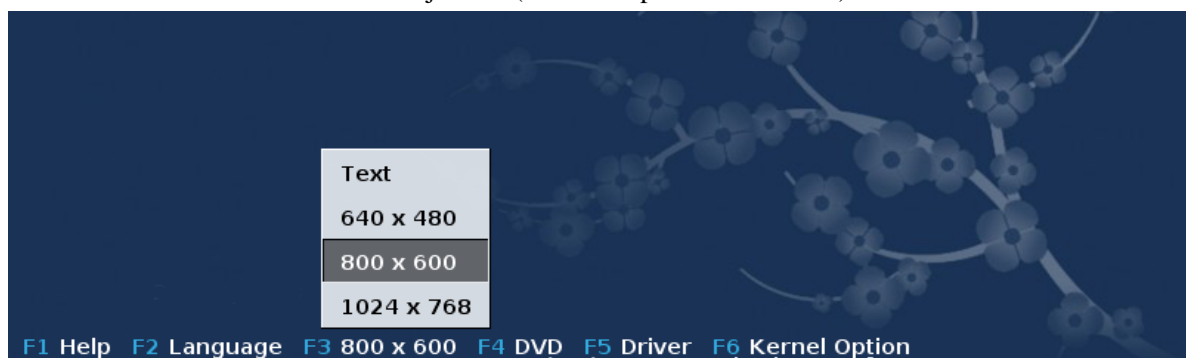 Text
640 x 480
800 x 600
1024 x 768
F1 Help F2 Language F3 800 x 600 F4 DVD F5 Driver F6 Kernel Option